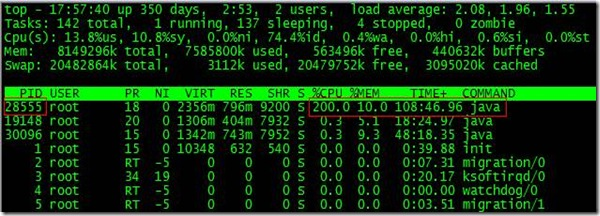 top - 17:57:40 up 350 days,  2:53,  2 users,  load average: 2.08, 1.96, 1.55
Tasks: 142 total,   1 running, 137 sleeping,   4 stopped,   0 zombie
Cpu(s): 13.8%us, 10.8%sy,  0.0%ni, 74.4%id,  0.4%wa,  0.0%hi,  0.6%si,  0.0%st
Mem:   8149296k total,  7585800k used,   563496k free,   440632k buffers
Swap: 20482864k total,     3112k used, 20479752k free,  3095020k cached
PID USER      PR  NI  VIRT  RES  SHR S %CPU %MEM    TIME+  COMMAND
28555 root      18   0 2356m 796m 9200 S 200.0 10.0 108:46.96 java
19148 root      20   0 1306m 404m 7932 S  0.3  5.1  18:24.97 java
30096 root      15   0 1342m 743m 7952 S  0.3  9.3  48:18.35 java
1 root      15   0 10348  632  540 S  0.0  0.0   0:39.88 init
2 root      RT  -5     0    0    0 S  0.0  0.0   0:07.31 migration/0
3 root      34  19     0    0    0 S  0.0  0.0   0:20.17 ksoftirqd/0
4 root      RT  -5     0    0    0 S  0.0  0.0   0:00.00 watchdog/0
5 root      RT  -5     0    0    0 S  0.0  0.0   0:03.51 migration/1